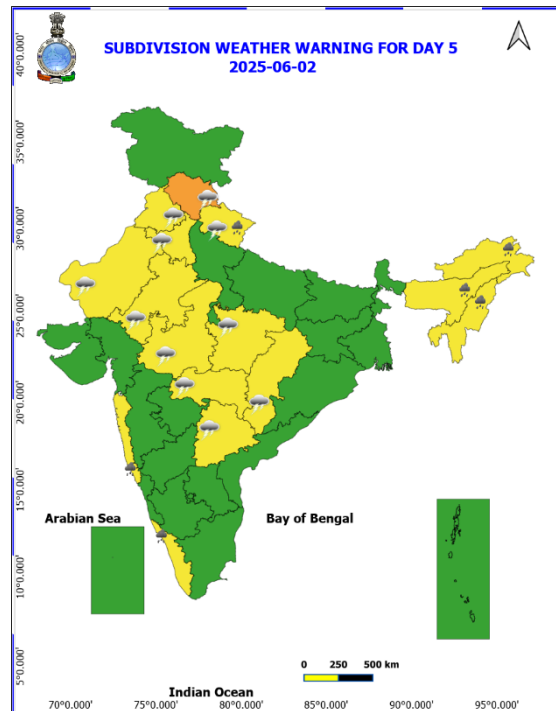 SUBDIVISION WEATHER WARNING FOR DAY 5
2025-06-02
40°0.000'
35°0.000'
30°0.000'
25°0.000'
20°0.000'
15°0.000'
10°0.000'
5°0.000'
Arabian Sea
Bay of Bengal
0 250 500 km
Indian Ocean
70°0.000' 75°0.000' 80°0.000' 85°0.000' 90°0.000' 95°0.000'